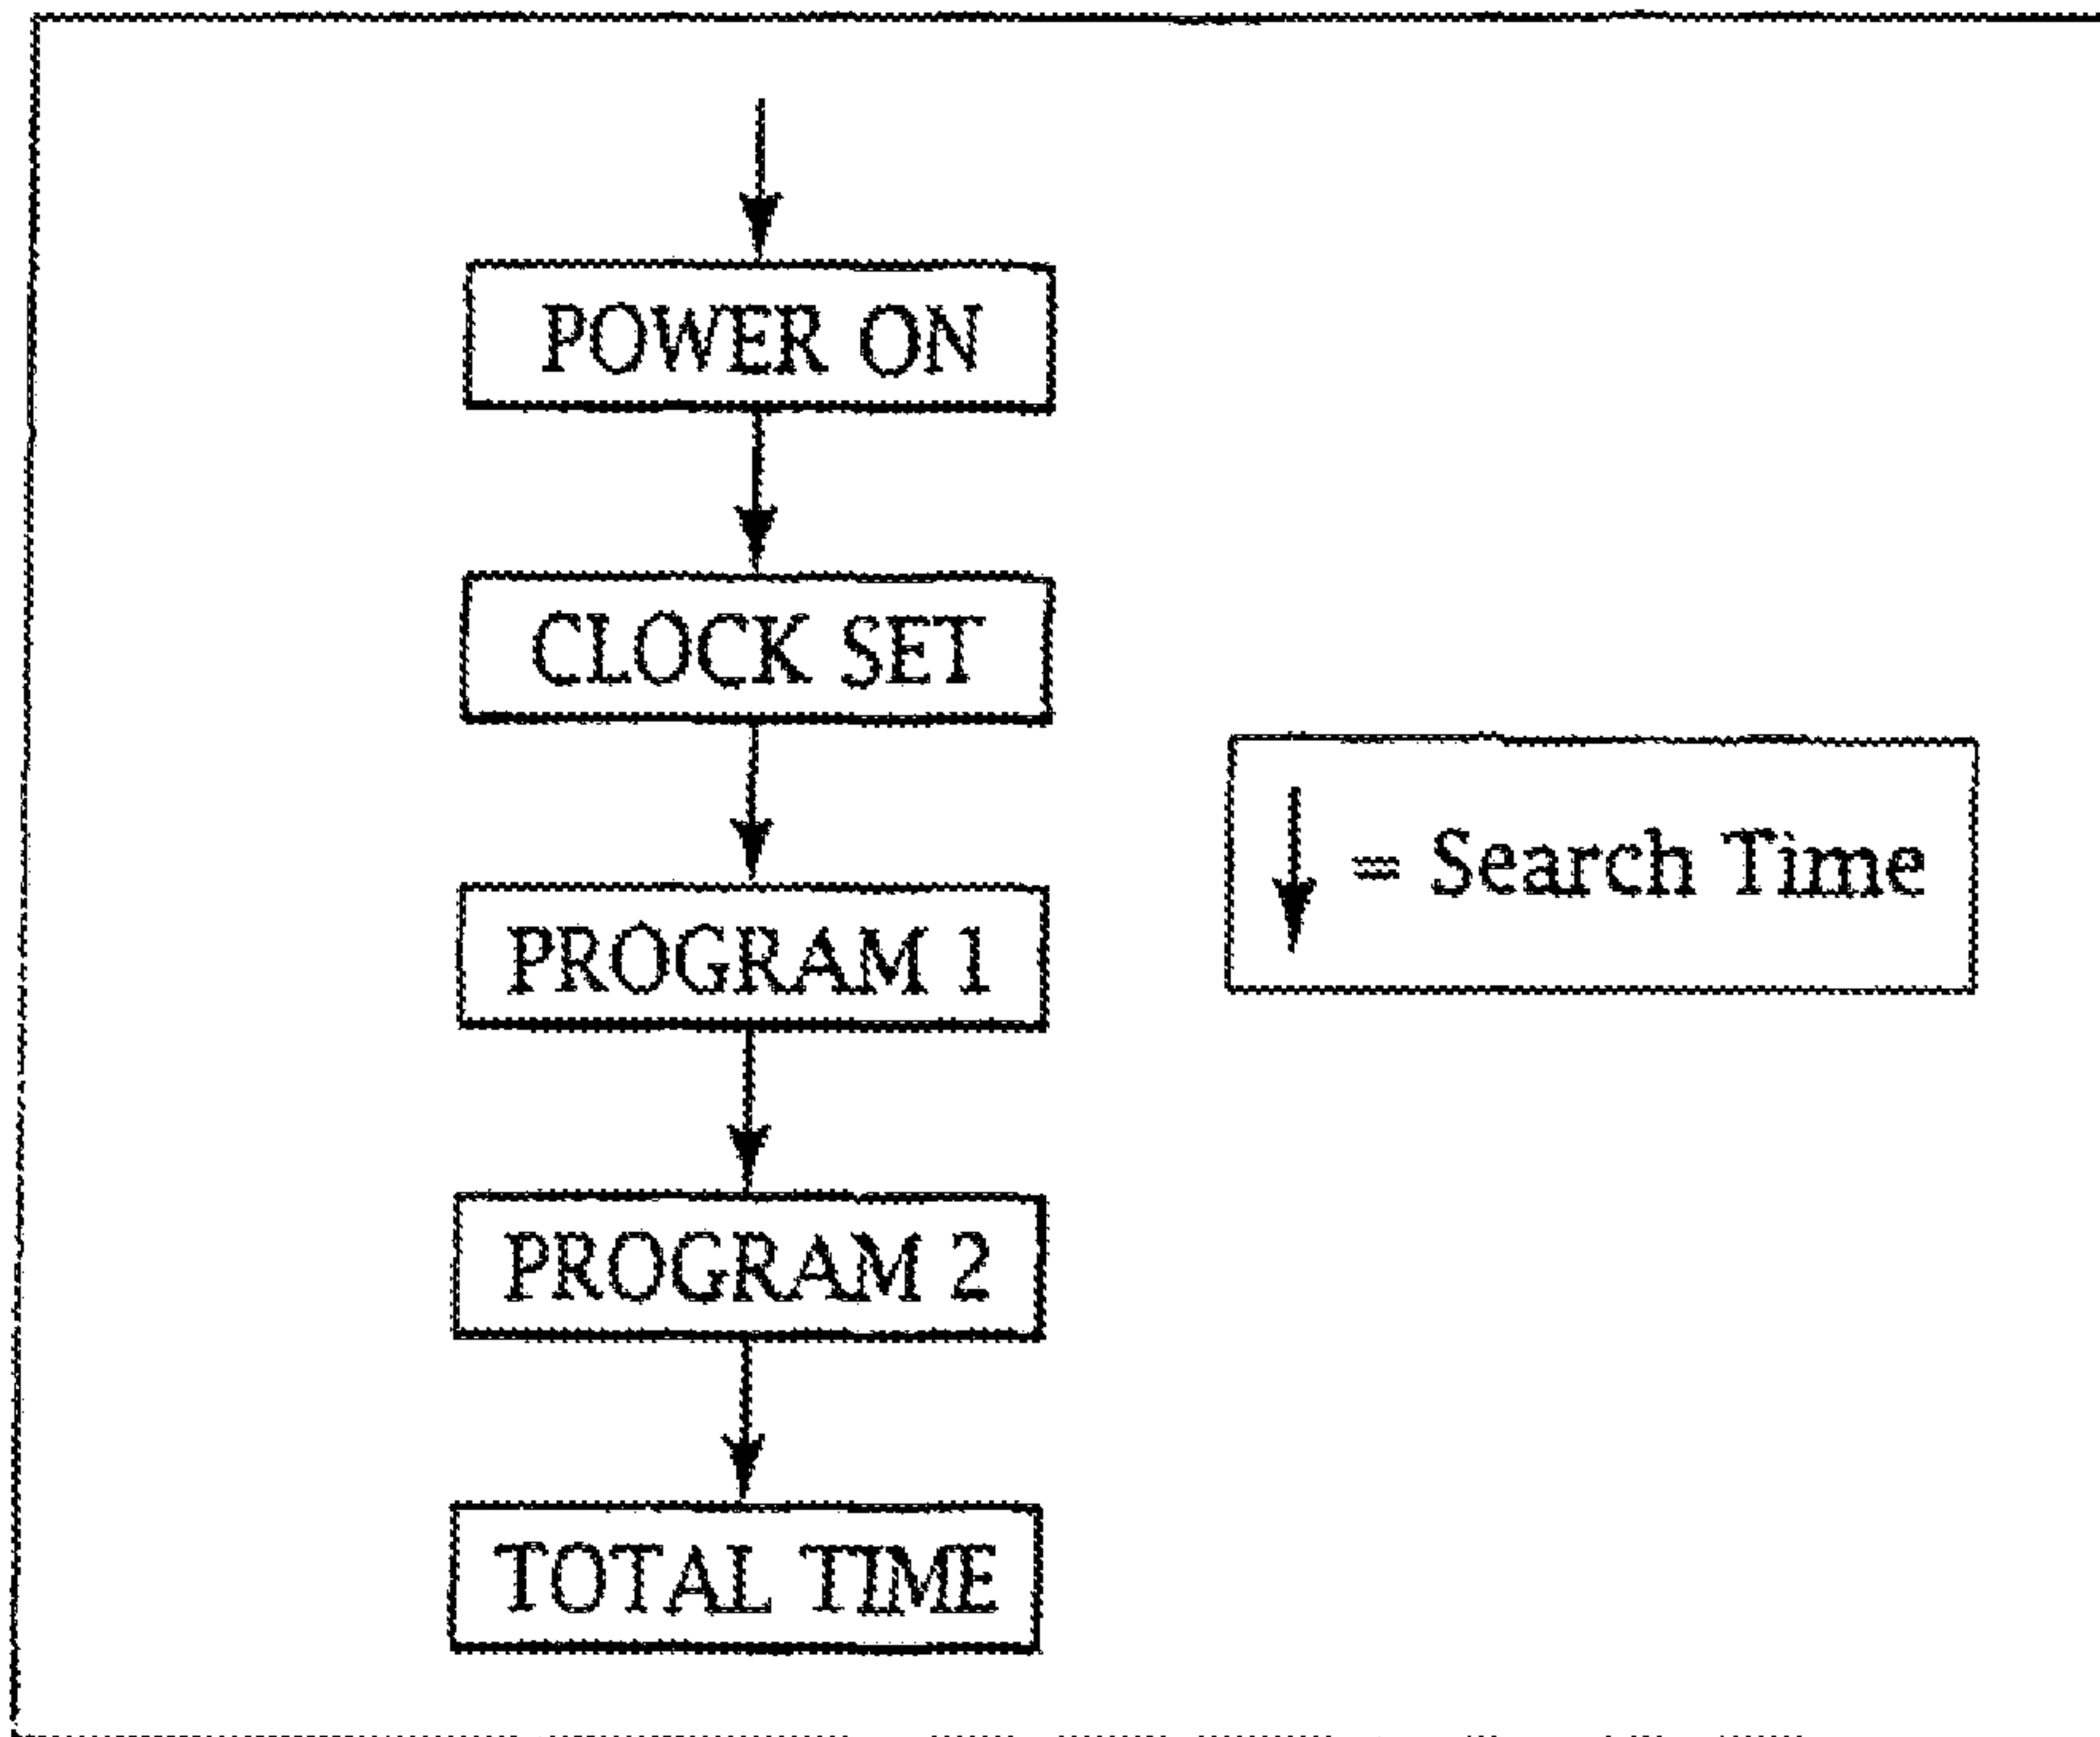 POWER ON
CLOCK SET
PROGRAM 1
= Search Time
PROGRAM 2
TOTAL TIME